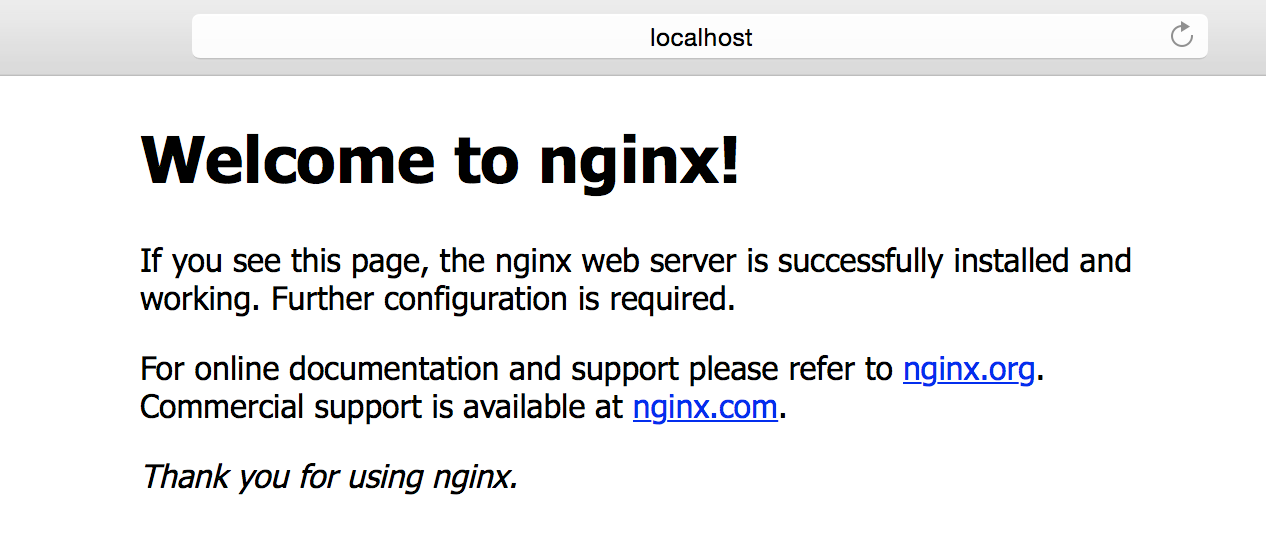 localhost
Welcome to nginx!
If you see this page, the nginx web server is successfully installed and
working. Further configuration is required.
For online documentation and support please refer to nginx.org.
Commercial support is available at nginx.com.
Thank you for using nginx.